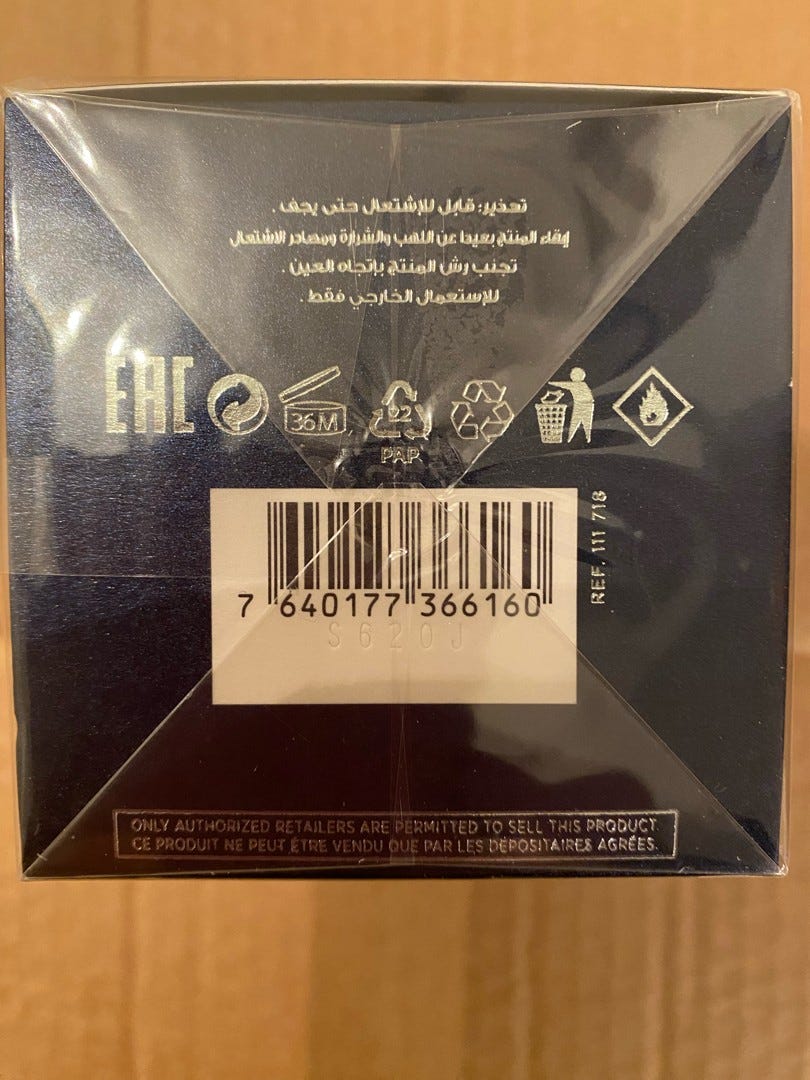 تحذير: قابل للإشتعال حتى يجف .
إبقاء المنتج بعيدا عن اللهب والشرارة ومصادر الاشتعال
تجنب رش المنتج بإتجاه العين .
للإستعمال الخارجي فقط .
EAC
36M
22
PAP
REF. 111 718
7 640177 366160
S620J
ONLY AUTHORIZED RETAILERS ARE PERMITTED TO SELL THIS PRODUCT.
CE PRODUIT NE PEUT ÊTRE VENDU QUE PAR LES DÉPOSITAIRES AGRÉES.